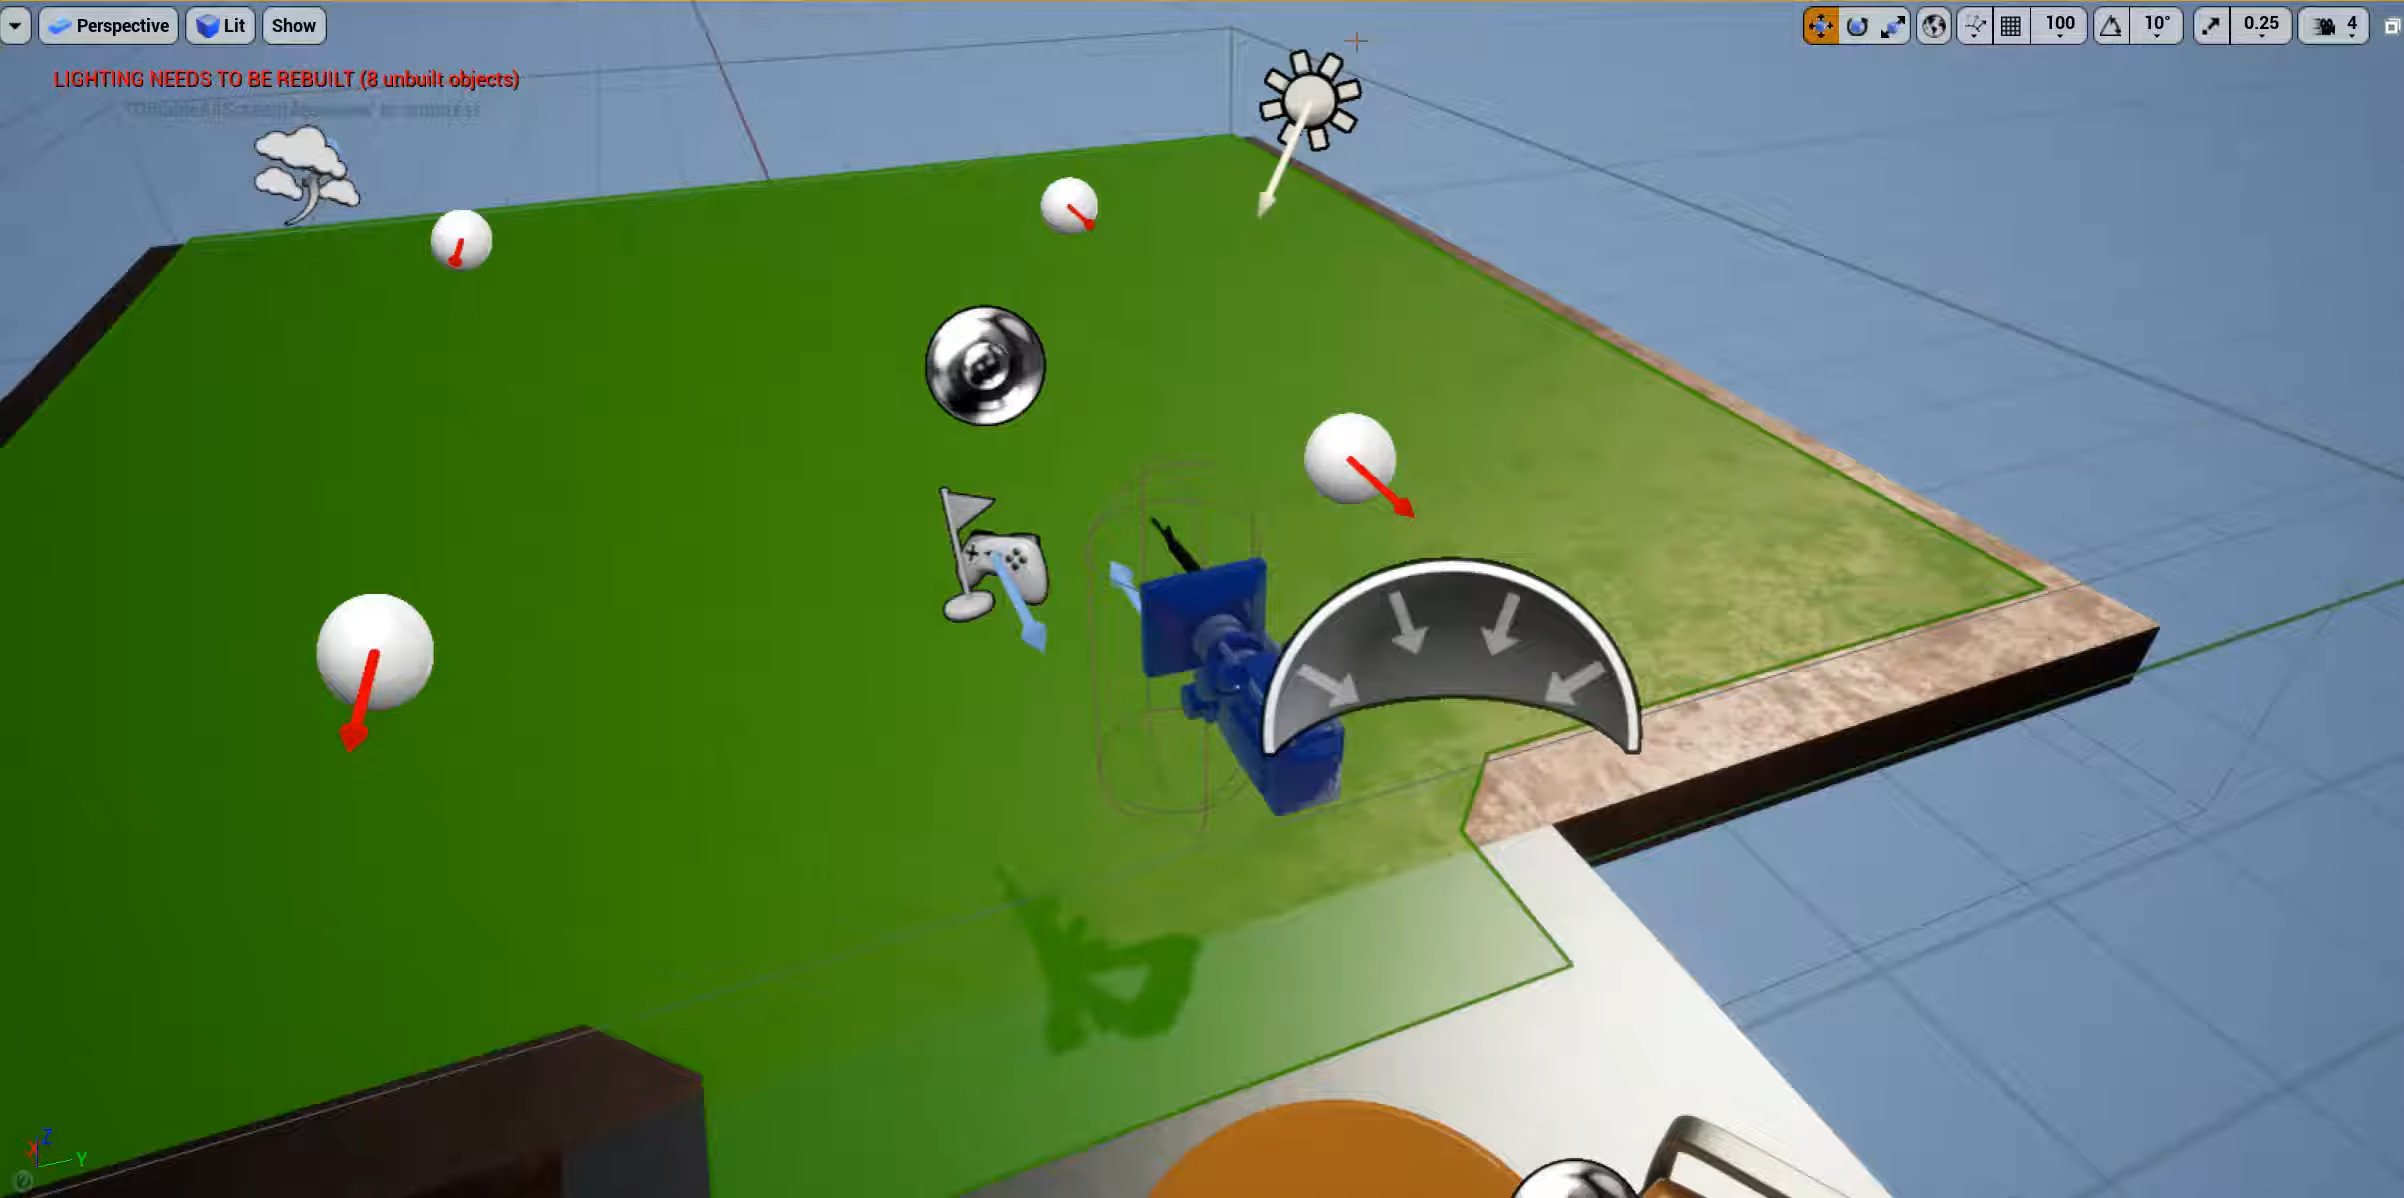 Perspective Lit Show 100 10° 0.25 4
LIGHTING NEEDS TO BE REBUILT (8 unbuilt objects)
Z
X
Y